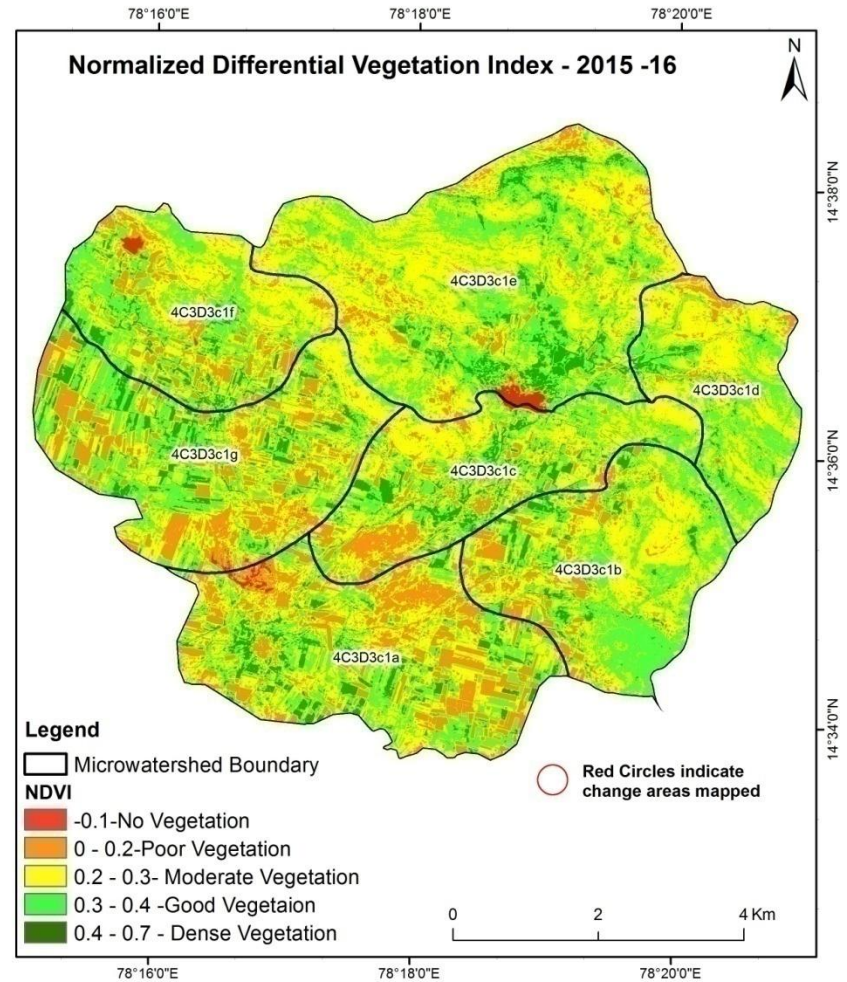 78°16'0"E 78°18'0"E 78°20'0"E
Normalized Differential Vegetation Index - 2015 -16
N
14°38'0"N
4C3D3c1e
4C3D3c1f
4C3D3c1d
14°36'0"N
4C3D3c1g
4C3D3c1c
4C3D3c1b
4C3D3c1a
14°34'0"N
Legend
Microwatershed Boundary
NDVI
-0.1-No Vegetation
0 - 0.2-Poor Vegetation
0.2 - 0.3- Moderate Vegetation
0.3 - 0.4 -Good Vegetaion
0.4 - 0.7 - Dense Vegetation
Red Circles indicate
change areas mapped
0 2 4 Km
78°16'0"E 78°18'0"E 78°20'0"E